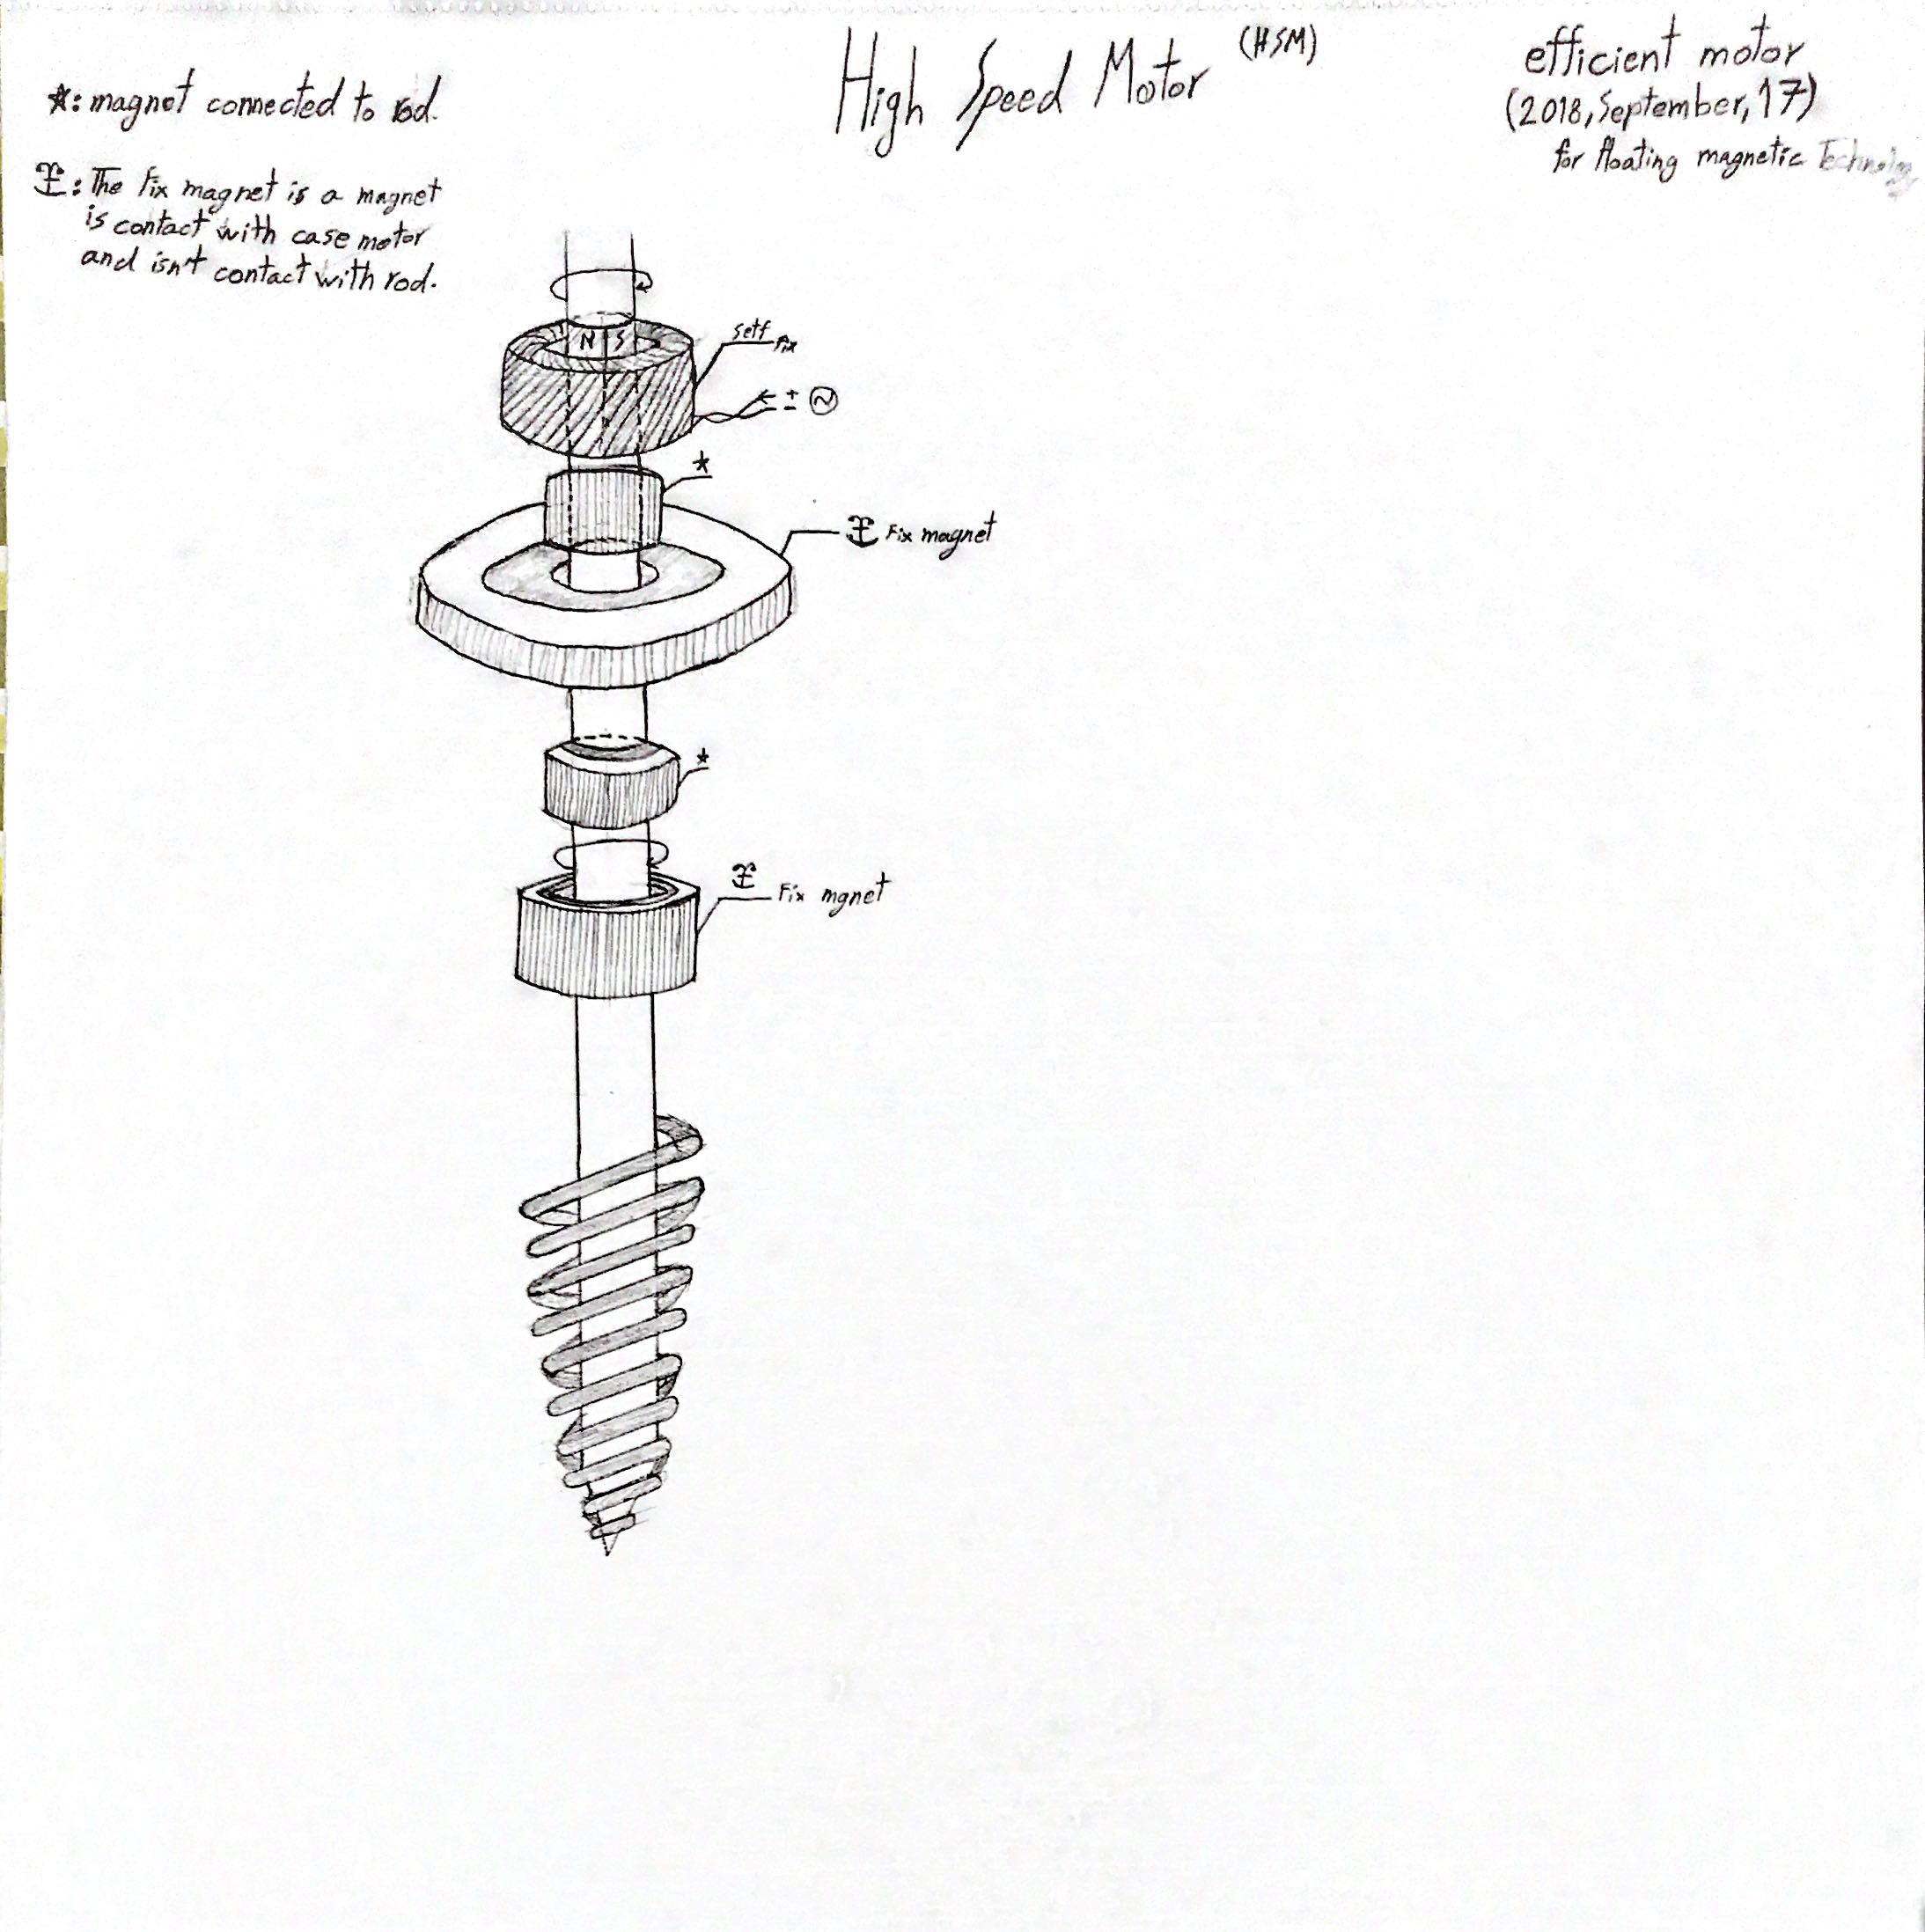 High Speed Motor (HSM)
efficient motor
(2018, September, 17)
for floating magnetic Technology
*: magnet connected to rod.
: The Fix magnet is a magnet
is contact with case motor
and isn't contact with rod.
N S
Fix
± ~
*
Fix magnet
*
Fix mgnet